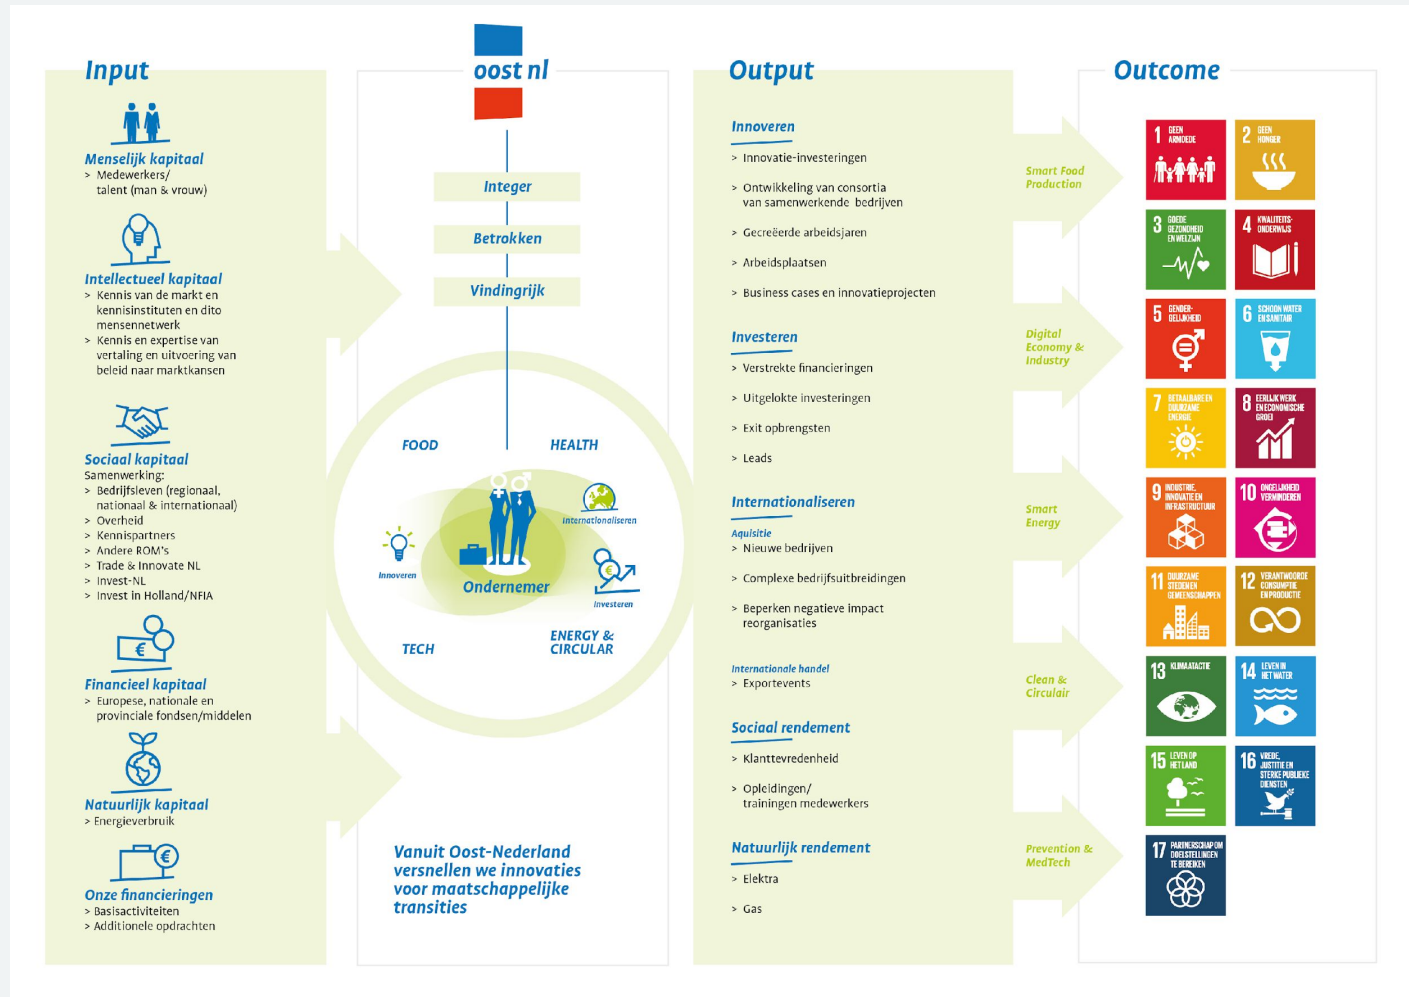 Input
Menselijk kapitaal
> Medewerkers/
talent (man & vrouw)
Intellectueel kapitaal
> Kennis van de markt en
kennisinstituten en dito
mensennetwerk
> Kennis en expertise van
vertaling en uitvoering van
beleid naar marktkansen
Sociaal kapitaal
Samenwerking:
> Bedrijfsleven (regionaal,
nationaal & internationaal)
> Overheid
> Kennispartners
> Andere ROM's
> Trade & Innovate NL
> Invest-NL
> Invest in Holland/NFIA
€
Financieel kapitaal
> Europese, nationale en
provinciale fondsen/middelen
Natuurlijk kapitaal
> Energieverbruik
€
Onze financieringen
> Basisactiviteiten
> Additionele opdrachten
oost nl
Integer
Betrokken
Vindingrijk
FOOD
HEALTH
Internationaliseren
Innoveren
Ondernemer
€
Investeren
TECH
ENERGY &
CIRCULAR
Vanuit Oost-Nederland
versnellen we innovaties
voor maatschappelijke
transities
Output
Innoveren
> Innovatie-investeringen
> Ontwikkeling van consortia
van samenwerkende bedrijven
> Gecreëerde arbeidsjaren
> Arbeidsplaatsen
> Business cases en innovatieprojecten
Investeren
> Verstrekte financieringen
> Uitgelokte investeringen
> Exit opbrengsten
> Leads
Internationaliseren
Aquisitie
> Nieuwe bedrijven
> Complexe bedrijfsuitbreidingen
> Beperken negatieve impact
reorganisaties
Internationale handel
> Exportevents
Sociaal rendement
> Klanttevredenheid
> Opleidingen/
trainingen medewerkers
Natuurlijk rendement
> Elektra
> Gas
Smart Food
Production
Digital
Economy &
Industry
Smart
Energy
Clean &
Circulair
Prevention &
MedTech
Outcome
1 GEEN
ARMOEDE
2 GEEN
HONGER
3 GOEDE
GEZONDHEID
EN WELZIJN
4 KWALITEITS-
ONDERWIJS
5 GENDER-
GELIJKHEID
6 SCHOON WATER
EN SANITAIR
7 BETAALBARE EN
DUURZAME
ENERGIE
8 EERLIJK WERK
EN ECONOMISCHE
GROEI
9 INDUSTRIE,
INNOVATIE EN
INFRASTRUCTUUR
10 ONGELIJKHEID
VERMINDEREN
11 DUURZAME
STEDEN EN
GEMEENSCHAPPEN
12 VERANTWOORDE
CONSUMPTIE
EN PRODUCTIE
13 KLIMAATACTIE
14 LEVEN IN
HET WATER
15 LEVEN OP
HET LAND
16 VREDE,
JUSTITIE EN
STERKE PUBLIEKE
DIENSTEN
17 PARTNERSCHAP OM
DOELSTELLINGEN
TE BEREIKEN